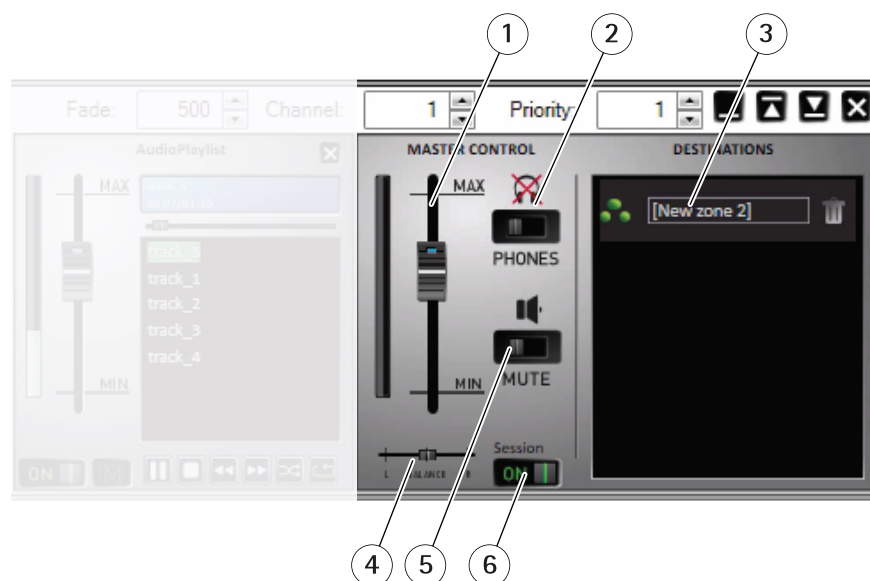 1 2 3
Fade: 500 Channel: 1 Priority: 1
AudioPlaylist
MAX
track_1
track_2
track_3
track_4
MIN
ON M
MASTER CONTROL
MAX
PHONES
MIN
MUTE
L BALANCE R
Session
ON
DESTINATIONS
[New zone 2]
4 5 6